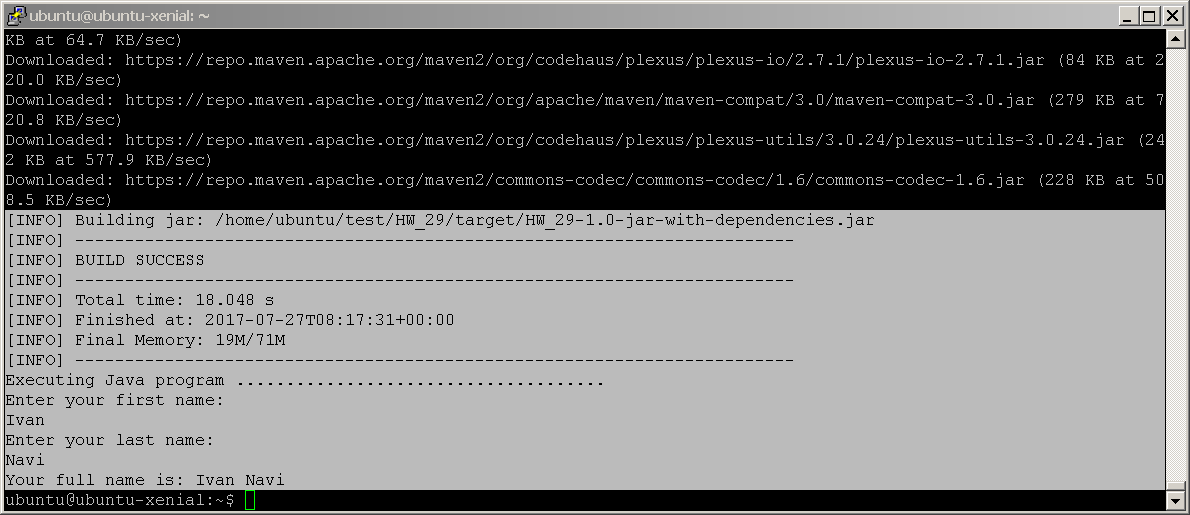 ubuntu@ubuntu-xenial: ~
KB at 64.7 KB/sec)
Downloaded: https://repo.maven.apache.org/maven2/org/codehaus/plexus/plexus-io/2.7.1/plexus-io-2.7.1.jar (84 KB at 2
20.0 KB/sec)
Downloaded: https://repo.maven.apache.org/maven2/org/apache/maven/maven-compat/3.0/maven-compat-3.0.jar (279 KB at 7
20.8 KB/sec)
Downloaded: https://repo.maven.apache.org/maven2/org/codehaus/plexus/plexus-utils/3.0.24/plexus-utils-3.0.24.jar (24
2 KB at 577.9 KB/sec)
Downloaded: https://repo.maven.apache.org/maven2/commons-codec/commons-codec/1.6/commons-codec-1.6.jar (228 KB at 50
8.5 KB/sec)
[INFO] Building jar: /home/ubuntu/test/HW_29/target/HW_29-1.0-jar-with-dependencies.jar
[INFO] ------------------------------------------------------------------------
[INFO] BUILD SUCCESS
[INFO] ------------------------------------------------------------------------
[INFO] Total time: 18.048 s
[INFO] Finished at: 2017-07-27T08:17:31+00:00
[INFO] Final Memory: 19M/71M
[INFO] ------------------------------------------------------------------------
Executing Java program .....................................
Enter your first name:
Ivan
Enter your last name:
Navi
Your full name is: Ivan Navi
ubuntu@ubuntu-xenial:~$